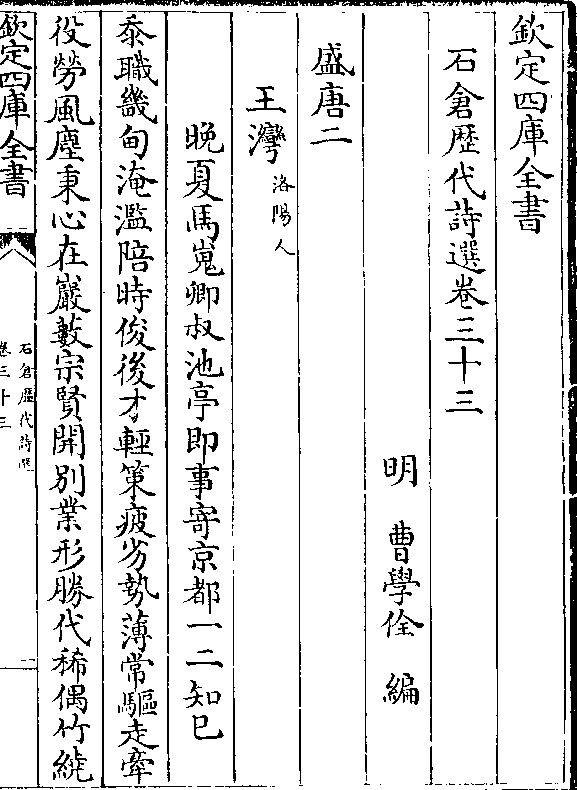 欽定四庫全書
石倉歷代詩選卷三十三
明　曹學佺　編
盛唐二
王灣洛陽人
晚夏馬嵬卿叔池亭即事寄京都一二知已
忝職畿甸淹濫陪時俊後才輕策疲劣勢薄常驅走牽
役勞風塵秉心在巖藪宗賢開別業形勝代稀偶竹繞
欽定四庫全書
石倉歷代詩選
卷三十三